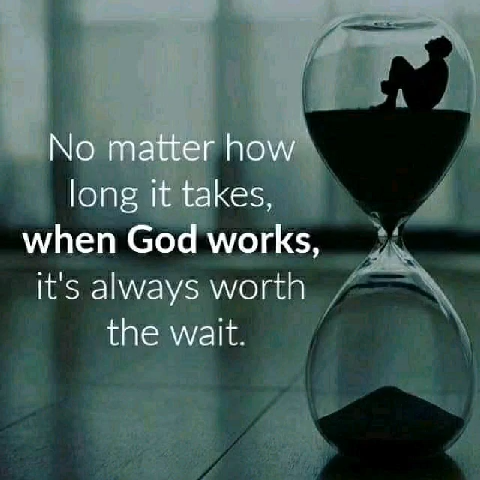 No matter how
long it takes,
when God works,
it's always worth
the wait.